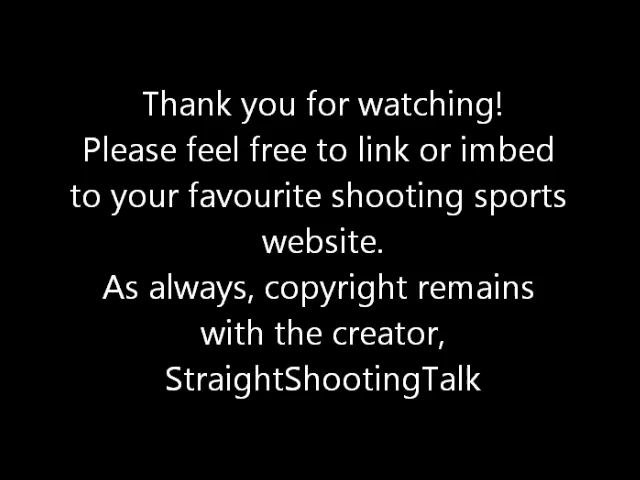 Thank you for watching!
Please feel free to link or imbed
to your favourite shooting sports
website.
As always, copyright remains
with the creator,
StraightShootingTalk